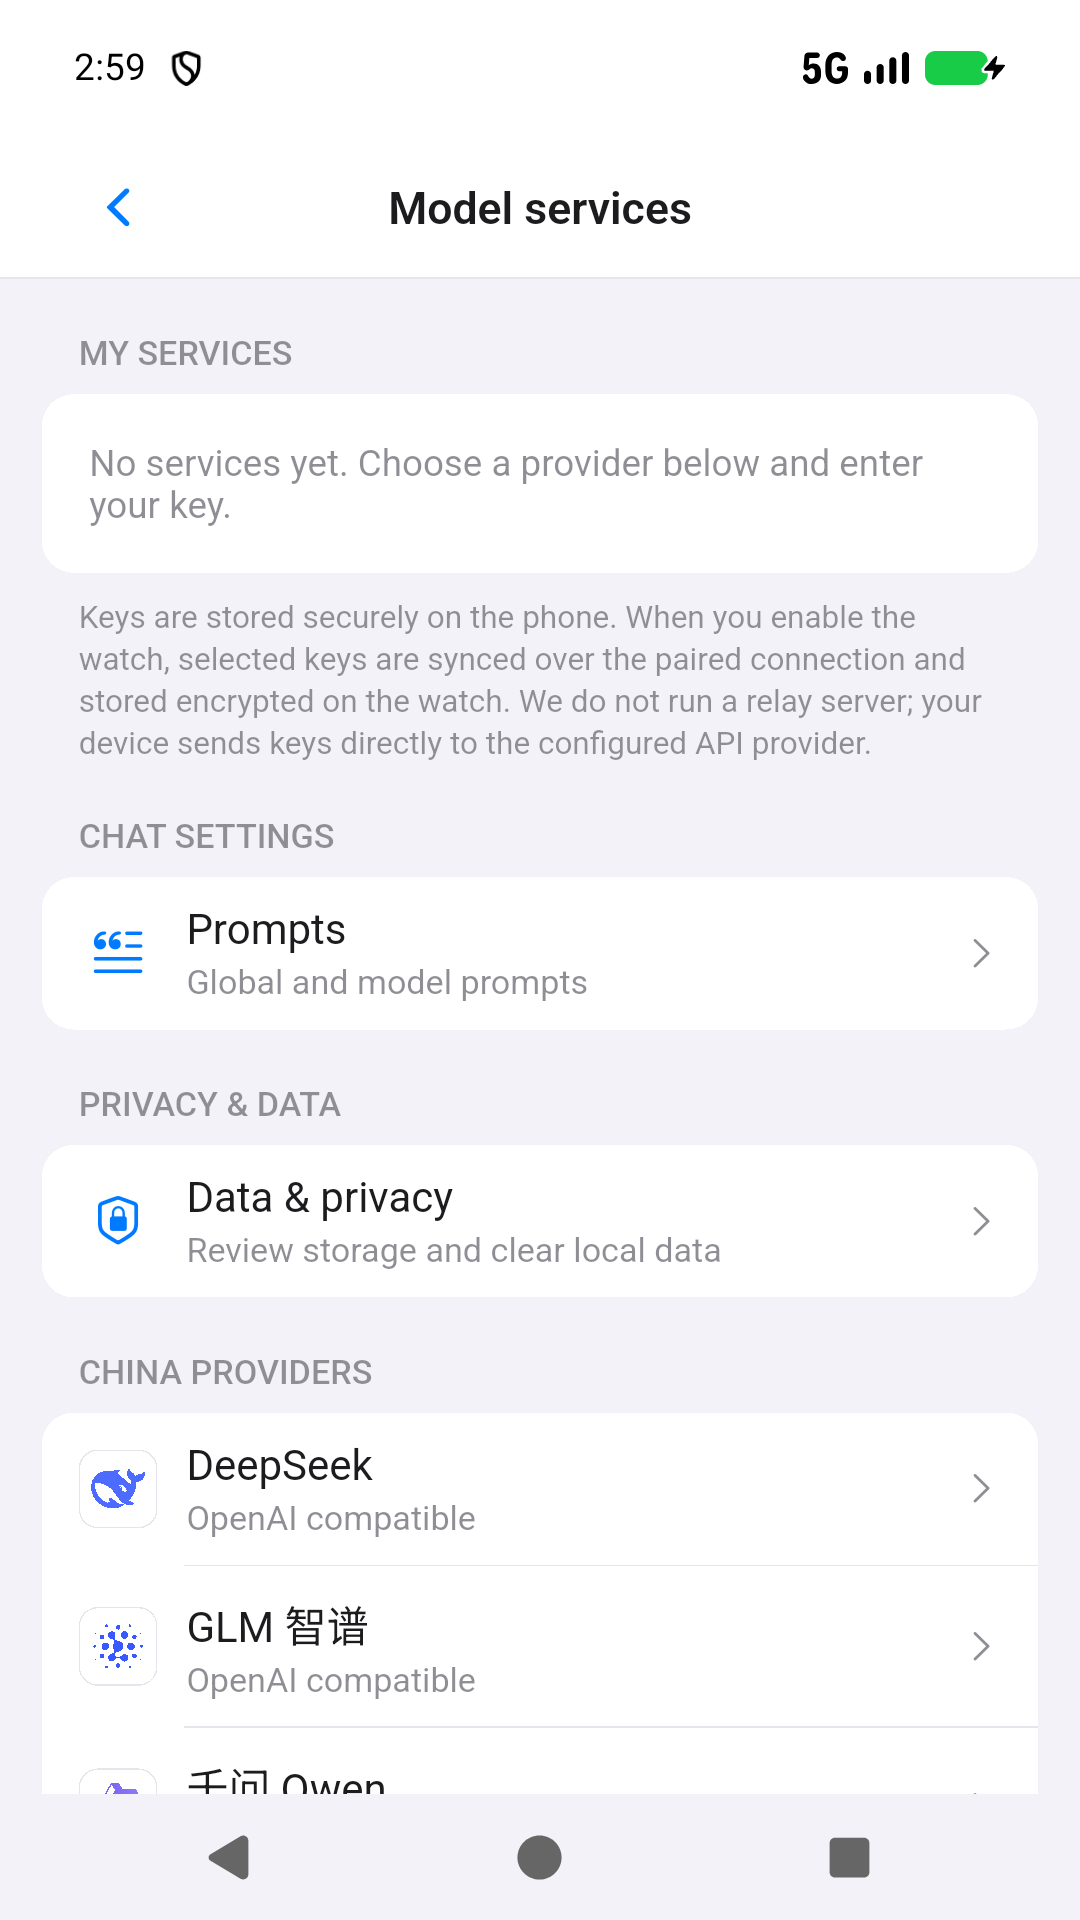 2:59
5G
Model services
MY SERVICES
No services yet. Choose a provider below and enter
your key.
Keys are stored securely on the phone. When you enable the
watch, selected keys are synced over the paired connection and
stored encrypted on the watch. We do not run a relay server; your
device sends keys directly to the configured API provider.
CHAT SETTINGS
Prompts
Global and model prompts
PRIVACY & DATA
Data & privacy
Review storage and clear local data
CHINA PROVIDERS
DeepSeek
OpenAI compatible
GLM 智谱
OpenAI compatible
千问 Qwen